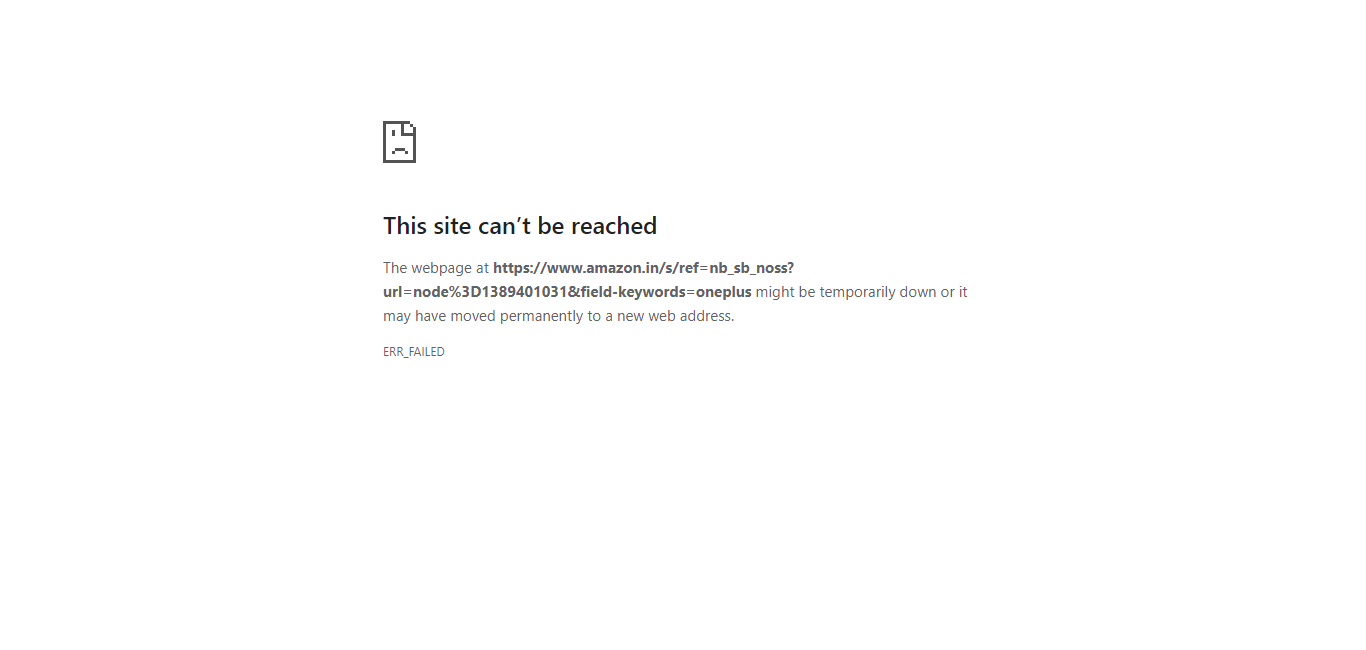 This site can’t be reached
The webpage at https://www.amazon.in/s/ref=nb_sb_noss?
url=node%3D1389401031&field-keywords=oneplus might be temporarily down or it
may have moved permanently to a new web address.
ERR_FAILED